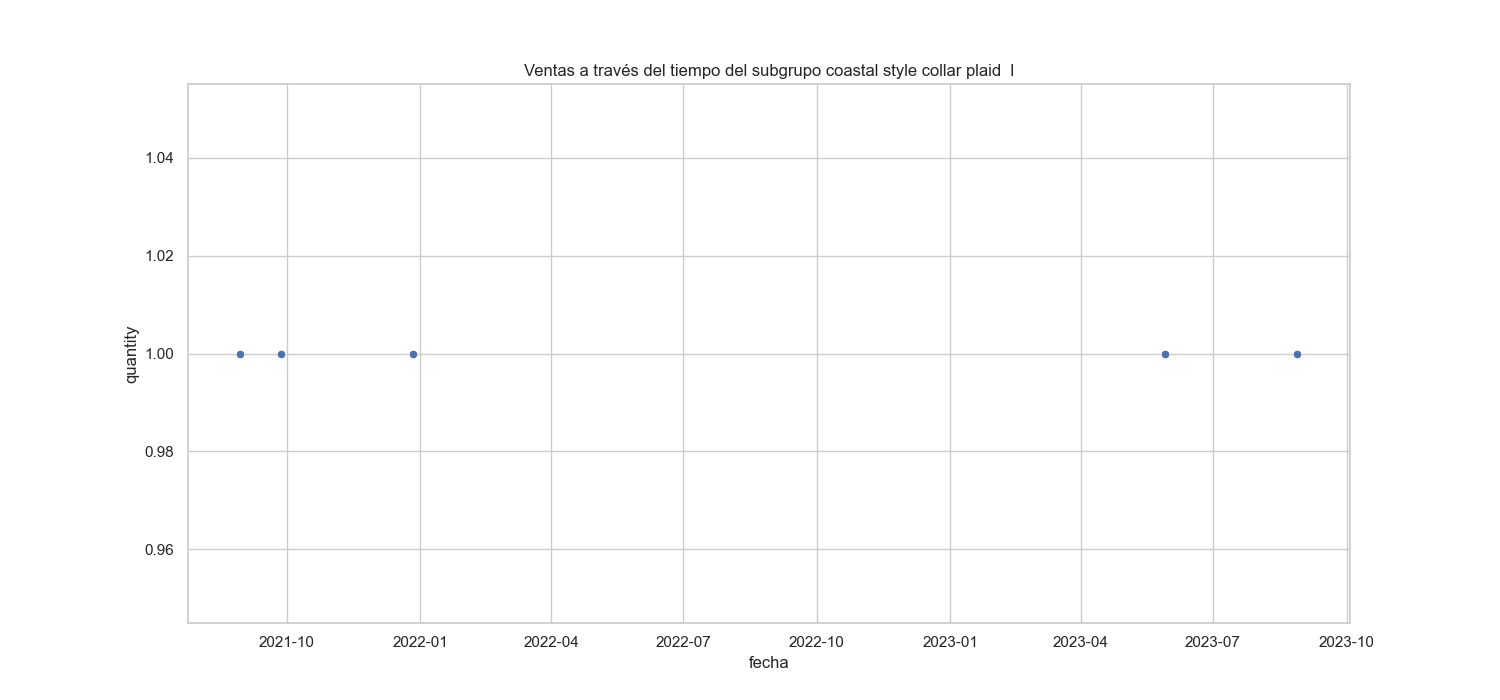 Ventas a través del tiempo del subgrupo coastal style collar plaid  l
1.04
1.02
1.00
0.98
0.96
quantity
2021-10 2022-01 2022-04 2022-07 2022-10 2023-01 2023-04 2023-07 2023-10
fecha